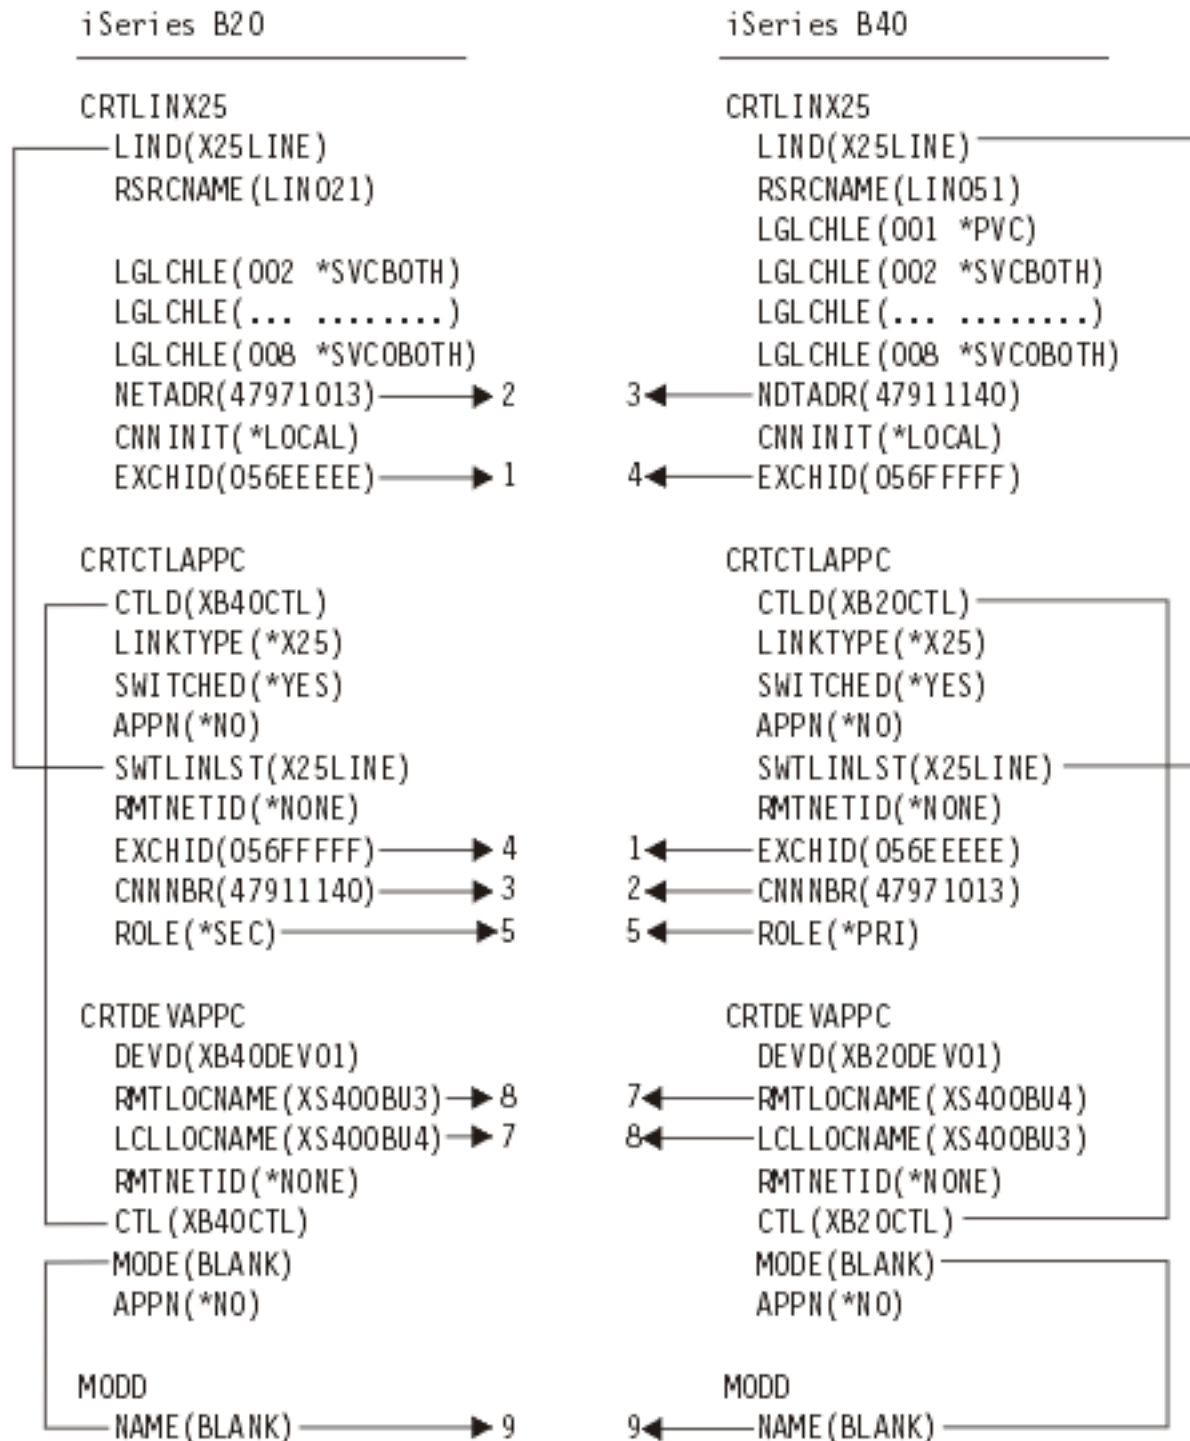 iSeries B20
CRTLINX25
LIND(X25LINE)
RSRCNAME(LIN021)
LGLCHLE(002 *SVCBOTH)
LGLCHLE(... ........)
LGLCHLE(008 *SVCOBOTH)
NETADR(47971013) 2
CNNINIT(*LOCAL)
EXCHID(056EEEEE) 1
CRTCTLAPPC
CTLD(XB40CTL)
LINKTYPE(*X25)
SWITCHED(*YES)
APPN(*NO)
SWTLINLST(X25LINE)
RMTNETID(*NONE)
EXCHID(056FFFFF) 4
CNNNBR(47911140) 3
ROLE(*SEC) 5
CRTDEVAPPC
DEVD(XB40DEV01)
RMTLOCNAME(XS400BU3) 8
LCLLOCNAME(XS400BU4) 7
RMTNETID(*NONE)
CTL(XB40CTL)
MODE(BLANK)
APPN(*NO)
MODD
NAME(BLANK) 9
iSeries B40
CRTLINX25
LIND(X25LINE)
RSRCNAME(LIN051)
LGLCHLE(001 *PVC)
LGLCHLE(002 *SVCBOTH)
LGLCHLE(... ........)
LGLCHLE(008 *SVCOBOTH)
3 NDTADR(47911140)
CNNINIT(*LOCAL)
4 EXCHID(056FFFFF)
CRTCTLAPPC
CTLD(XB20CTL)
LINKTYPE(*X25)
SWITCHED(*YES)
APPN(*NO)
SWTLINLST(X25LINE)
RMTNETID(*NONE)
1 EXCHID(056EEEEE)
2 CNNNBR(47971013)
5 ROLE(*PRI)
CRTDEVAPPC
DEVD(XB20DEV01)
7 RMTLOCNAME(XS400BU4)
8 LCLLOCNAME(XS400BU3)
RMTNETID(*NONE)
CTL(XB20CTL)
MODE(BLANK)
APPN(*NO)
MODD
9 NAME(BLANK)